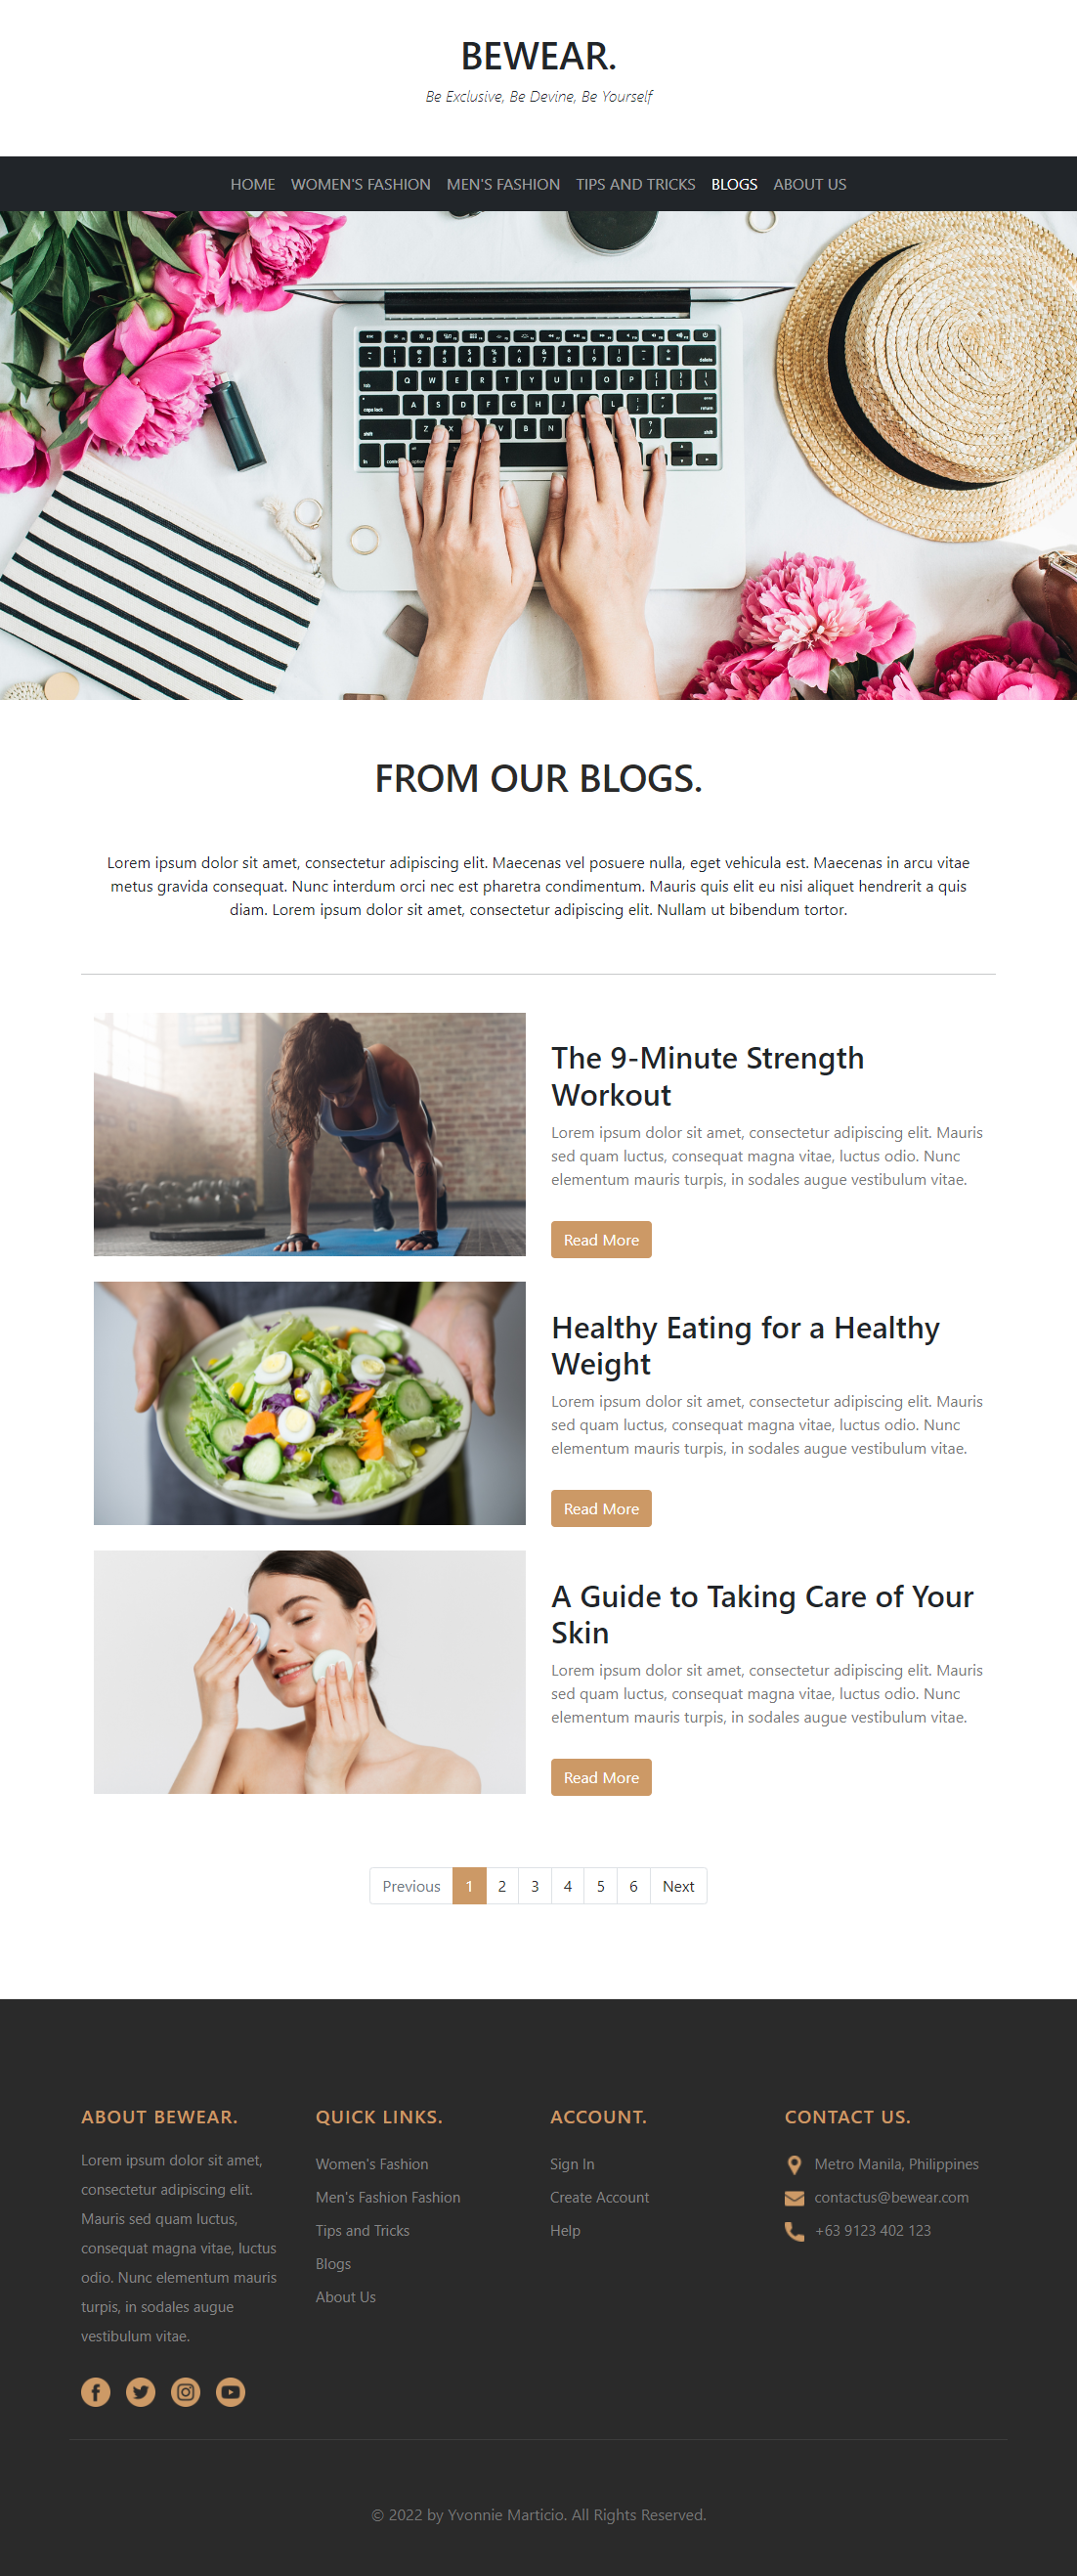 BEWEAR.
Be Exclusive, Be Devine, Be Yourself
HOME WOMEN'S FASHION MEN'S FASHION TIPS AND TRICKS BLOGS ABOUT US
FROM OUR BLOGS.
Lorem ipsum dolor sit amet, consectetur adipiscing elit. Maecenas vel posuere nulla, eget vehicula est. Maecenas in arcu vitae
metus gravida consequat. Nunc interdum orci nec est pharetra condimentum. Mauris quis elit eu nisi aliquet hendrerit a quis
diam. Lorem ipsum dolor sit amet, consectetur adipiscing elit. Nullam ut bibendum tortor.
The 9-Minute Strength
Workout
Lorem ipsum dolor sit amet, consectetur adipiscing elit. Mauris
sed quam luctus, consequat magna vitae, luctus odio. Nunc
elementum mauris turpis, in sodales augue vestibulum vitae.
Read More
Healthy Eating for a Healthy
Weight
Lorem ipsum dolor sit amet, consectetur adipiscing elit. Mauris
sed quam luctus, consequat magna vitae, luctus odio. Nunc
elementum mauris turpis, in sodales augue vestibulum vitae.
Read More
A Guide to Taking Care of Your
Skin
Lorem ipsum dolor sit amet, consectetur adipiscing elit. Mauris
sed quam luctus, consequat magna vitae, luctus odio. Nunc
elementum mauris turpis, in sodales augue vestibulum vitae.
Read More
Previous 1 2 3 4 5 6 Next
ABOUT BEWEAR.
Lorem ipsum dolor sit amet,
consectetur adipiscing elit.
Mauris sed quam luctus,
consequat magna vitae, luctus
odio. Nunc elementum mauris
turpis, in sodales augue
vestibulum vitae.
QUICK LINKS.
Women's Fashion
Men's Fashion Fashion
Tips and Tricks
Blogs
About Us
ACCOUNT.
Sign In
Create Account
Help
CONTACT US.
Metro Manila, Philippines
contactus@bewear.com
+63 9123 402 123
© 2022 by Yvonnie Marticio. All Rights Reserved.